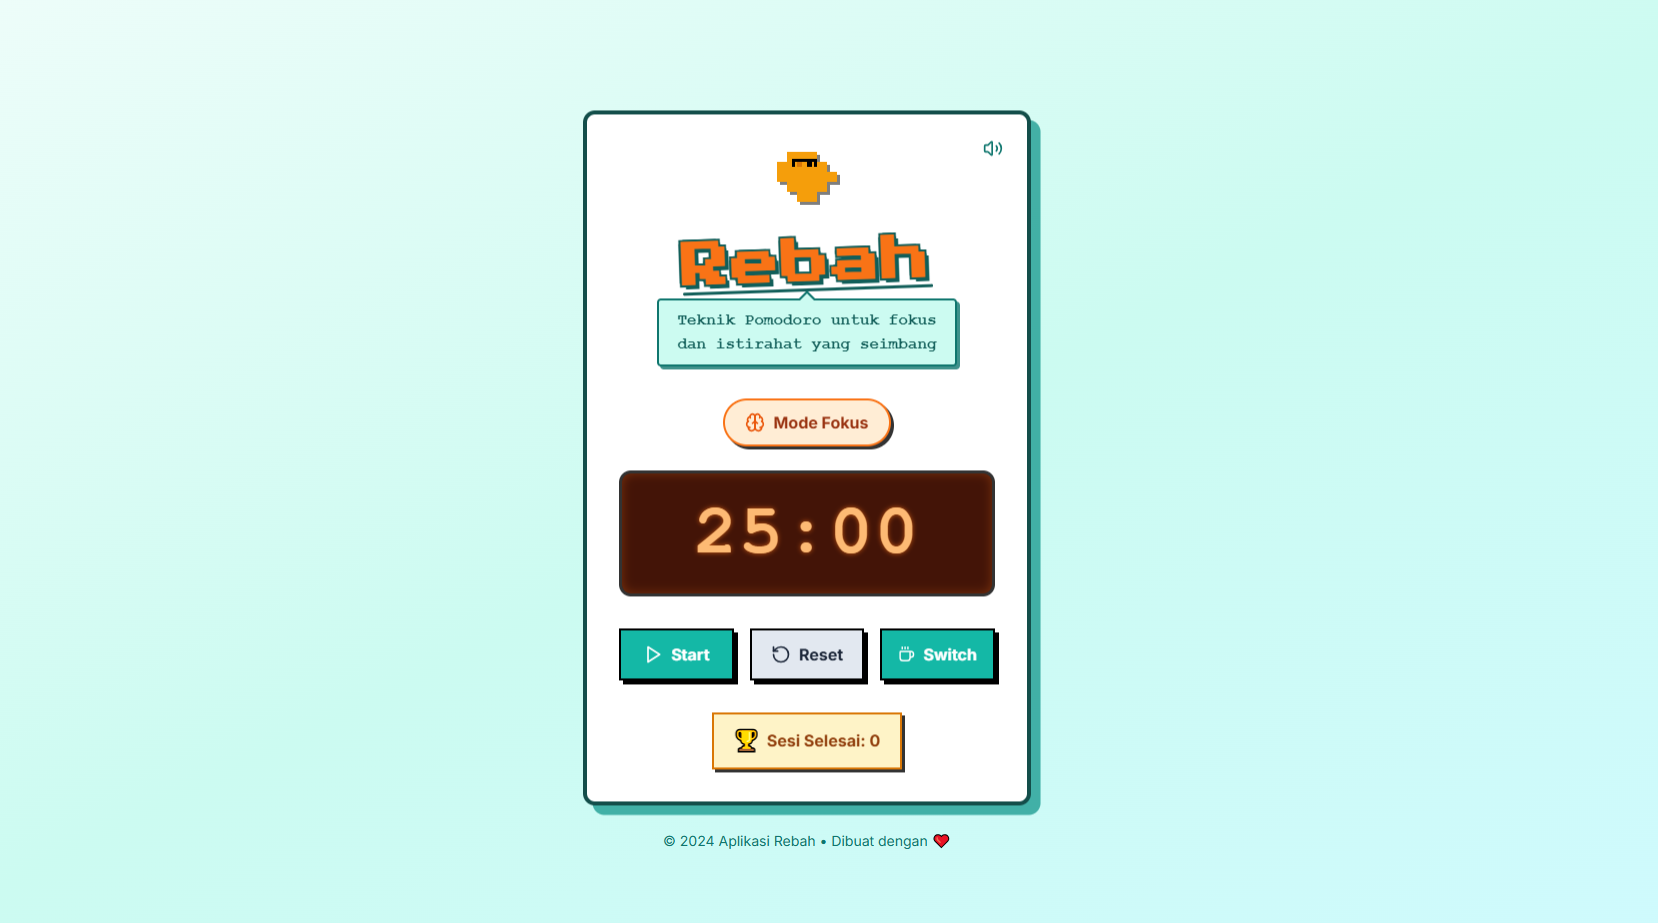 Rebah
Teknik Pomodoro untuk fokus
dan istirahat yang seimbang
Mode Fokus
25:00
Start
Reset
Switch
Sesi Selesai: 0
© 2024 Aplikasi Rebah • Dibuat dengan ❤️